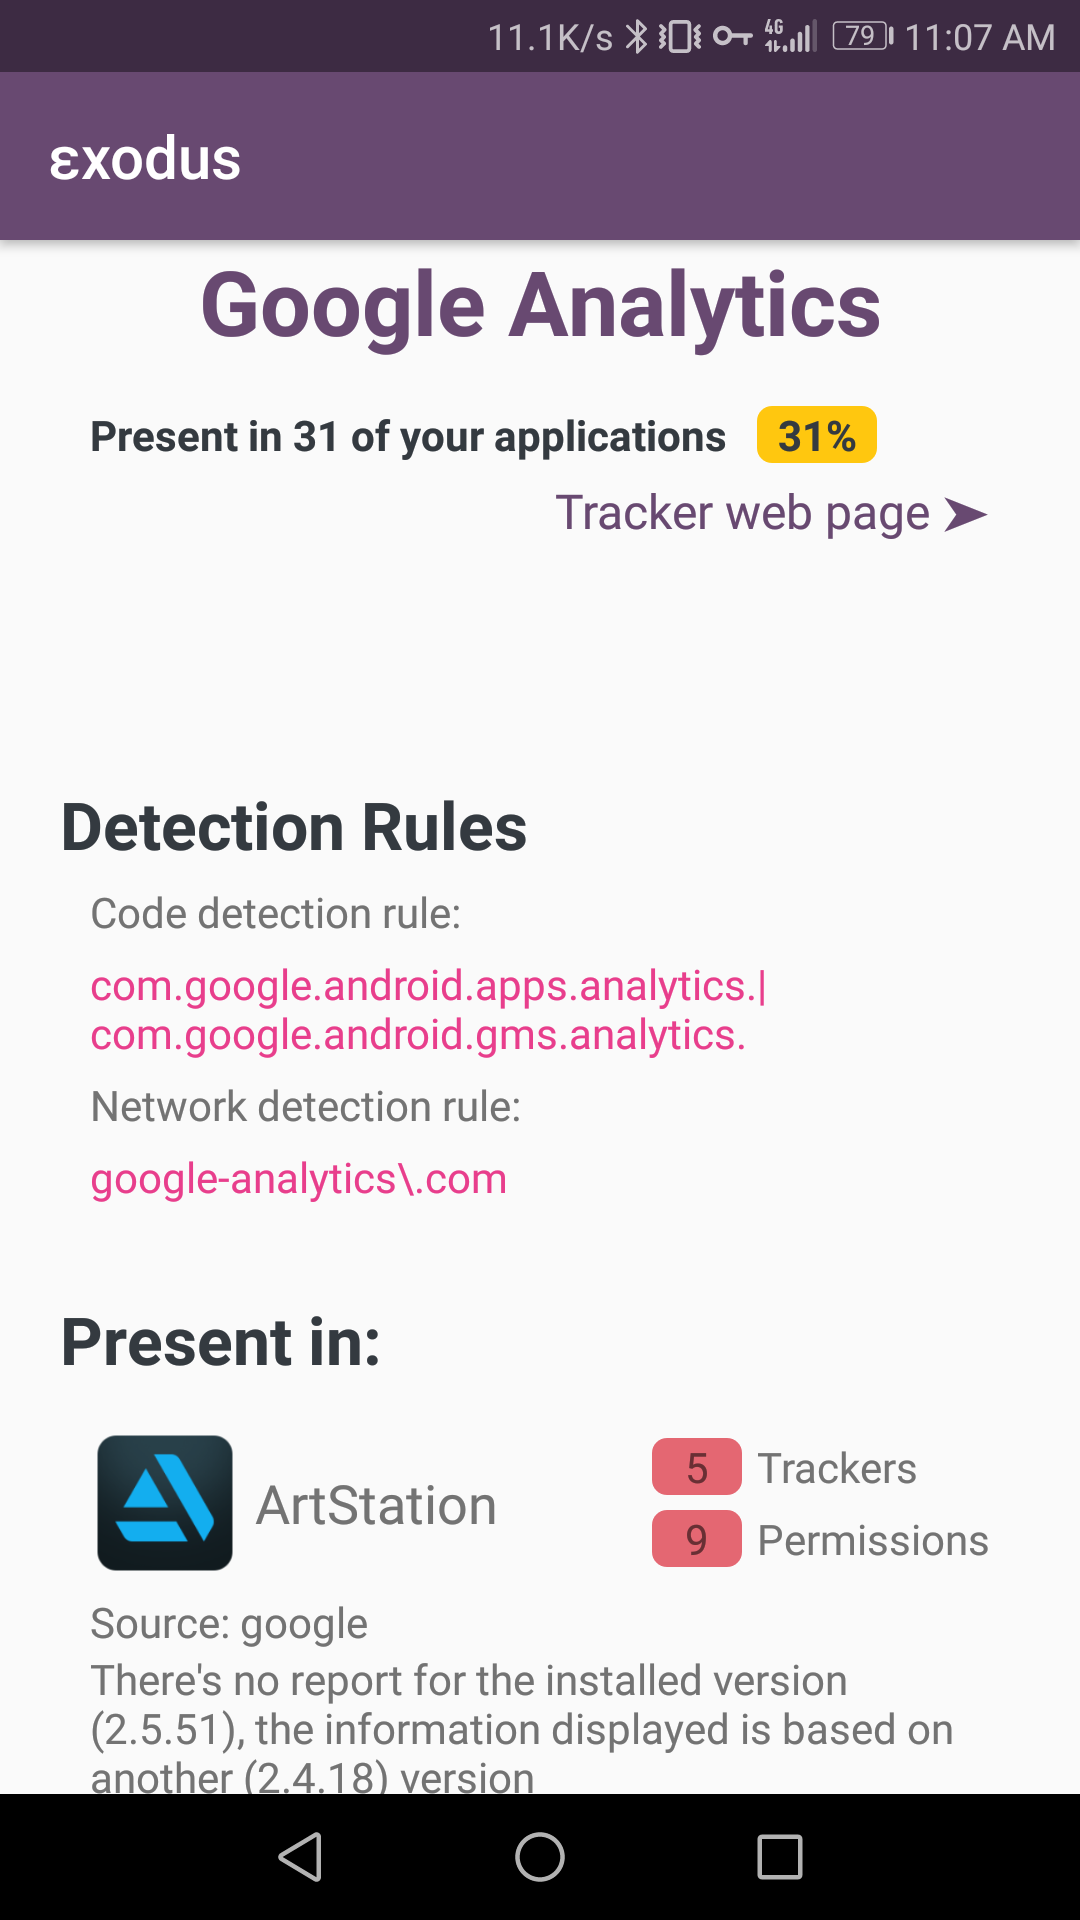 11.1K/s 4G 79 11:07 AM
εxodus
Google Analytics
Present in 31 of your applications 31%
Tracker web page ➤
Detection Rules
Code detection rule:
com.google.android.apps.analytics.|
com.google.android.gms.analytics.
Network detection rule:
google-analytics\.com
Present in:
ArtStation
5 Trackers
9 Permissions
Source: google
There's no report for the installed version
(2.5.51), the information displayed is based on
another (2.4.18) version